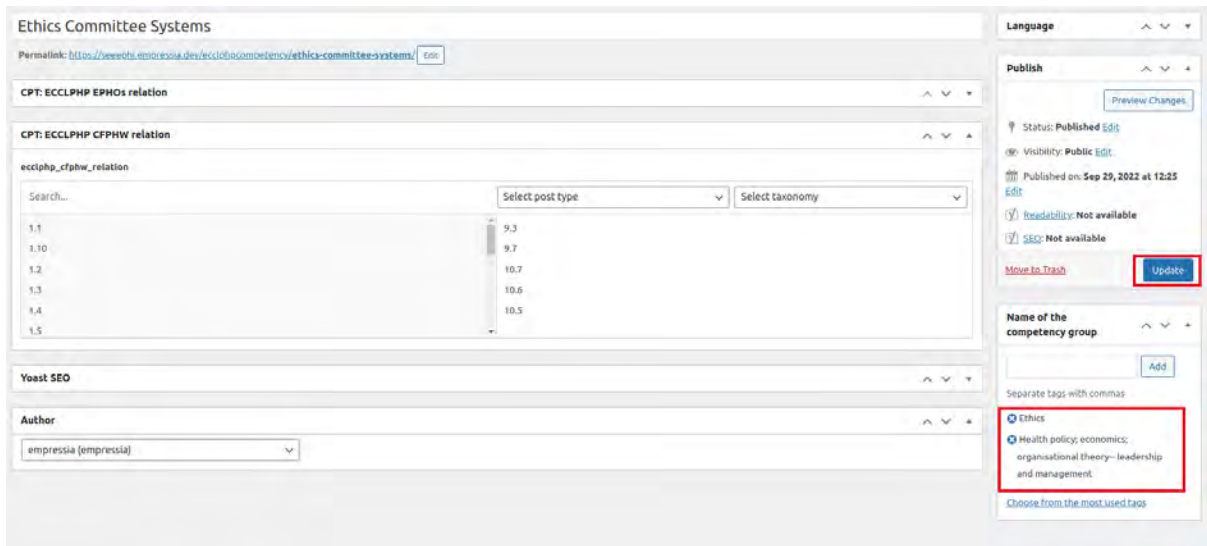 Ethics Committee Systems
Permalink: https://seeephi.empressia.dev/ecclphpcompetency/ethics-committee-systems/ Edit
CPT: ECCLPHP EPHOs relation
CPT: ECCLPHP CFPHW relation
ecclphp_cfphw_relation
Search...
Select post type
Select taxonomy
1.1
1.10
1.2
1.3
1.4
1.5
9.3
9.7
10.7
10.6
10.5
Yoast SEO
Author
empressia (empressia)
Language
Publish
Preview Changes
Status: Published Edit
Visibility: Public Edit
Published on: Sep 29, 2022 at 12:25
Edit
Readability: Not available
SEO: Not available
Move to Trash
Update
Name of the
competency group
Add
Separate tags with commas
Ethics
Health policy; economics;
organisational theory-- leadership
and management
Choose from the most used tags